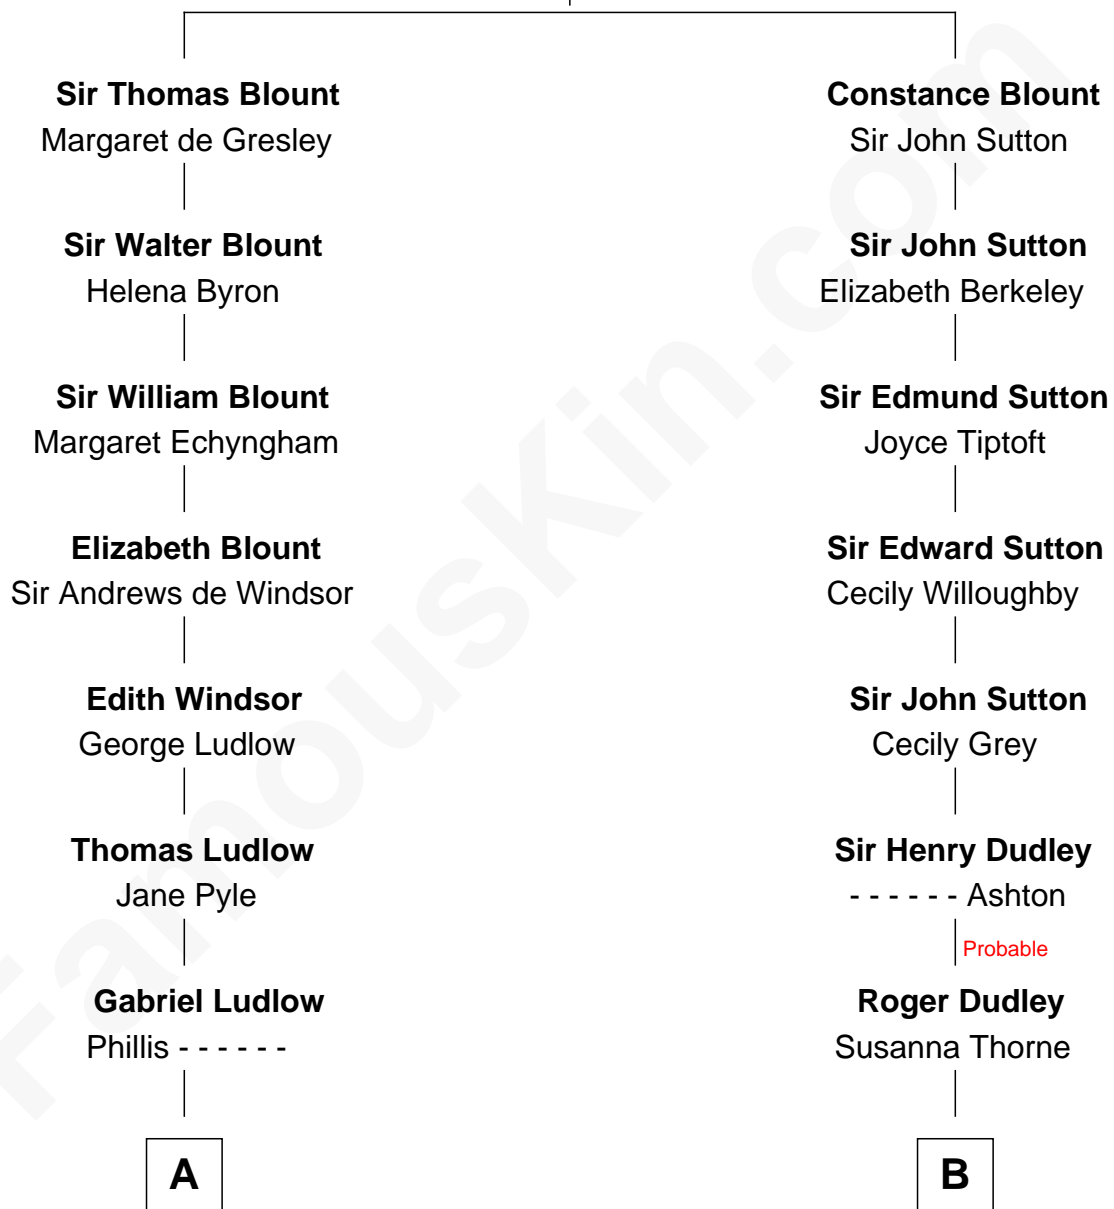 Sir Thomas Blount
Margaret de Gresley
Sir Walter Blount
Helena Byron
Sir William Blount
Margaret Echyngham
Elizabeth Blount
Sir Andrews de Windsor
Edith Windsor
George Ludlow
Thomas Ludlow
Jane Pyle
Gabriel Ludlow
Phillis - - - - - -
A
Constance Blount
Sir John Sutton
Sir John Sutton
Elizabeth Berkeley
Sir Edmund Sutton
Joyce Tiptoft
Sir Edward Sutton
Cecily Willoughby
Sir John Sutton
Cecily Grey
Sir Henry Dudley
- - - - - - Ashton
Probable
Roger Dudley
Susanna Thorne
B
FamousKin.com